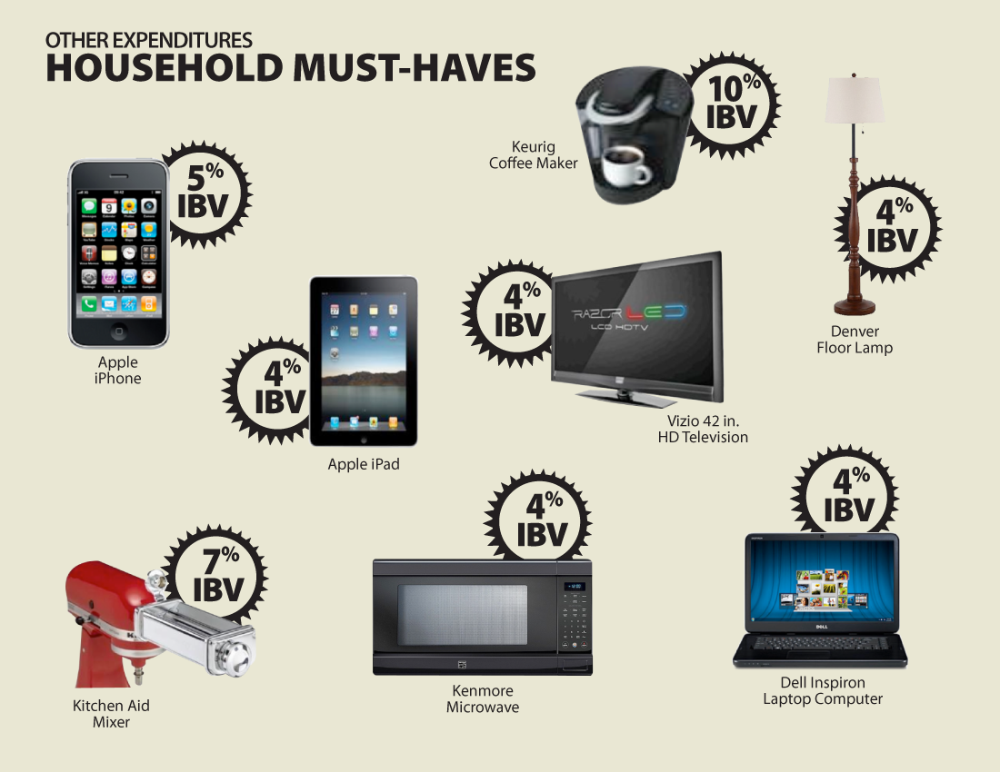 OTHER EXPENDITURES
HOUSEHOLD MUST-HAVES
10%
IBV
Keurig
Coffee Maker
5%
IBV
Apple
iPhone
4%
IBV
Denver
Floor Lamp
4%
IBV
RAZOR LED
LCD HDTV
Vizio 42 in.
HD Television
4%
IBV
Apple iPad
7%
IBV
Kitchen Aid
Mixer
4%
IBV
Kenmore
Microwave
4%
IBV
DELL
Dell Inspiron
Laptop Computer